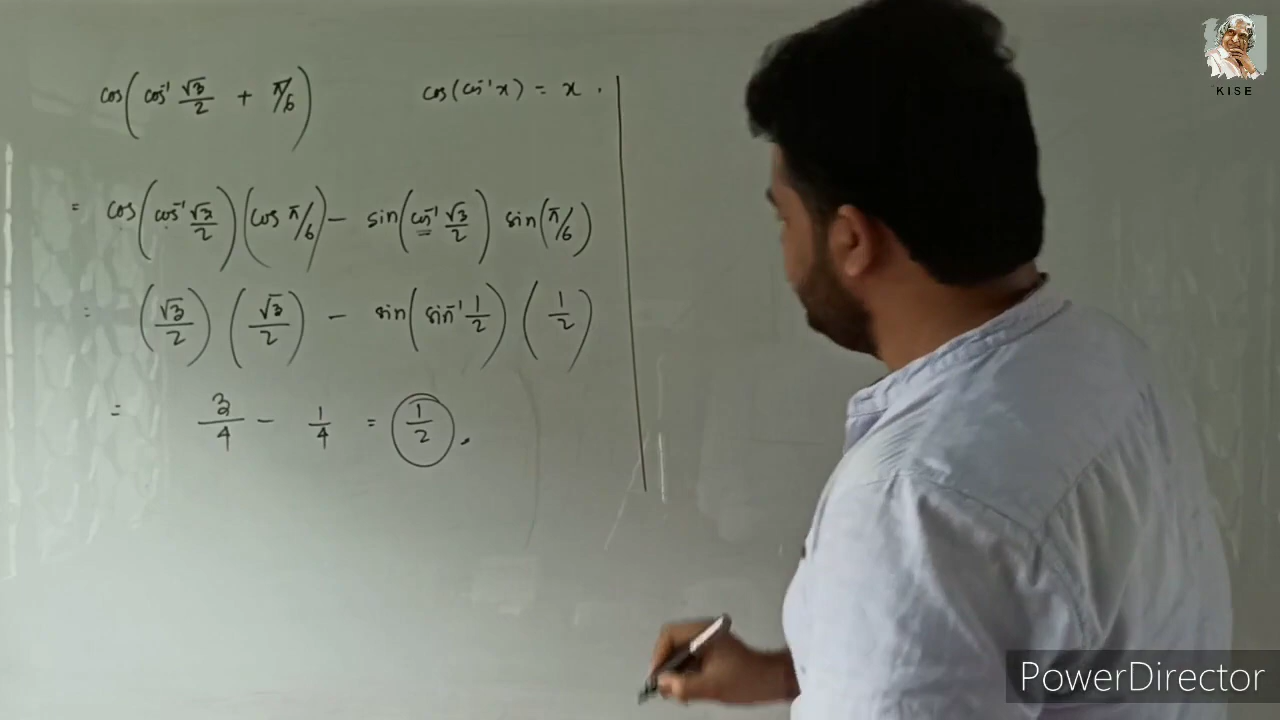 cos(cos⁻¹ √3/2 + π/6)
cos(cos⁻¹x) = x .
= cos(cos⁻¹ √3/2)(cos π/6) − sin(cos⁻¹ √3/2) sin(π/6)
= (√3/2)(√3/2) − sin(sin⁻¹ 1/2)(1/2)
= 3/4 − 1/4 = 1/2 .
KISE
PowerDirector